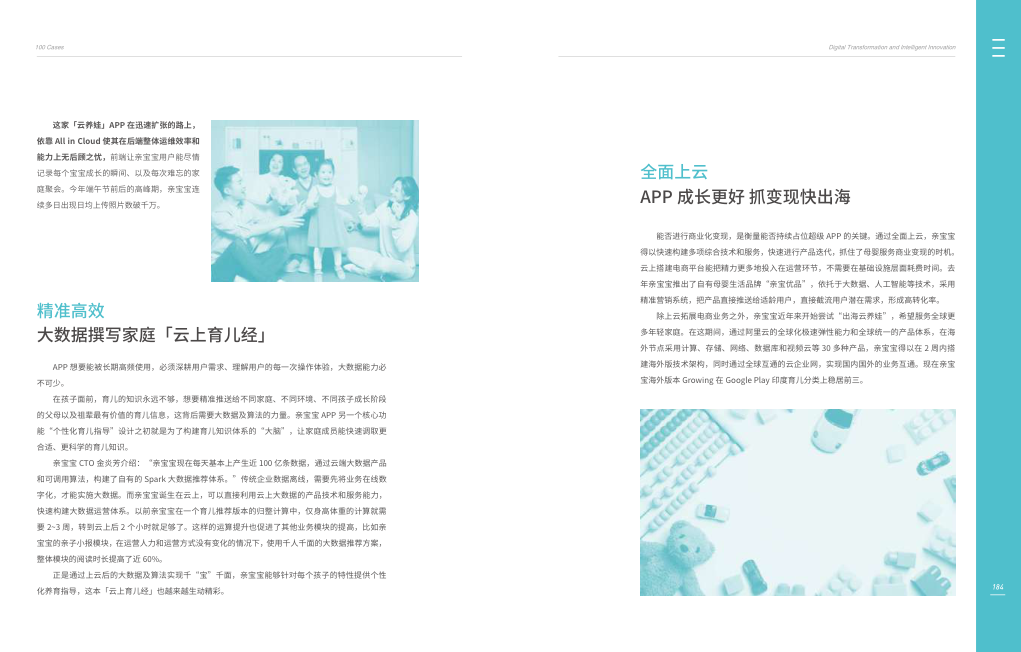 100 Cases
这家「云养娃」APP 在迅速扩张的路上，
依靠 All in Cloud 使其在后端整体运维效率和
能力上无后顾之忧，前端让亲宝宝用户能尽情
记录每个宝宝成长的瞬间、以及每次难忘的家
庭聚会。今年端午节前后的高峰期，亲宝宝连
续多日出现日均上传照片数破千万。
精准高效
大数据撰写家庭「云上育儿经」
APP 想要能被长期高频使用，必须深耕用户需求、理解用户的每一次操作体验，大数据能力必
不可少。
在孩子面前，育儿的知识永远不够，想要精准推送给不同家庭、不同环境、不同孩子成长阶段
的父母以及祖辈最有价值的育儿信息，这背后需要大数据及算法的力量。亲宝宝 APP 另一个核心功
能“个性化育儿指导”设计之初就是为了构建育儿知识体系的“大脑”，让家庭成员能快速调取更
合适、更科学的育儿知识。
亲宝宝 CTO 金炎芳介绍：“亲宝宝现在每天基本上产生近 100 亿条数据，通过云端大数据产品
和可调用算法，构建了自有的 Spark 大数据推荐体系。”传统企业数据离线，需要先将业务在线数
字化，才能实施大数据。而亲宝宝诞生在云上，可以直接利用云上大数据的产品技术和服务能力，
快速构建大数据运营体系。以前亲宝宝在一个育儿推荐版本的归整计算中，仅身高体重的计算就需
要 2~3 周，转到云上后 2 个小时就足够了。这样的运算提升也促进了其他业务模块的提高，比如亲
宝宝的亲子小报模块，在运营人力和运营方式没有变化的情况下，使用千人千面的大数据推荐方案，
整体模块的阅读时长提高了近 60%。
正是通过上云后的大数据及算法实现千“宝”千面，亲宝宝能够针对每个孩子的特性提供个性
化养育指导，这本「云上育儿经」也越来越生动精彩。
Digital Transformation and Intelligent Innovation
全面上云
APP 成长更好 抓变现快出海
能否进行商业化变现，是衡量能否持续占位超级 APP 的关键。通过全面上云，亲宝宝
得以快速构建多项综合技术和服务，快速进行产品迭代，抓住了母婴服务商业变现的时机。
云上搭建电商平台能把精力更多地投入在运营环节，不需要在基础设施层面耗费时间。去
年亲宝宝推出了自有母婴生活品牌“亲宝优品”，依托于大数据、人工智能等技术，采用
精准营销系统，把产品直接推送给适龄用户，直接截流用户潜在需求，形成高转化率。
除上云拓展电商业务之外，亲宝宝近年来开始尝试“出海云养娃”，希望服务全球更
多年轻家庭。在这期间，通过阿里云的全球化极速弹性能力和全球统一的产品体系，在海
外节点采用计算、存储、网络、数据库和视频云等 30 多种产品，亲宝宝得以在 2 周内搭
建海外版技术架构，同时通过全球互通的云企业网，实现国内国外的业务互通。现在亲宝
宝海外版本 Growing 在 Google Play 印度育儿分类上稳居前三。
184